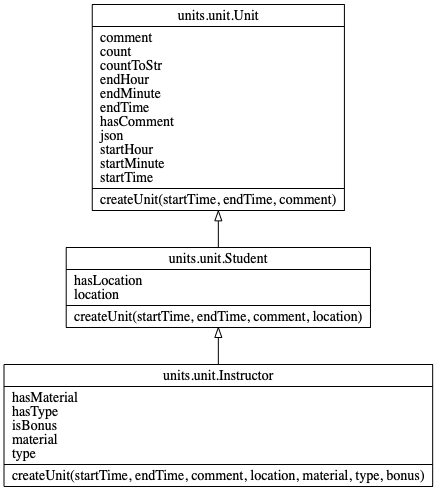 units.unit.Unit
comment
count
countToStr
endHour
endMinute
endTime
hasComment
json
startHour
startMinute
startTime
createUnit(startTime, endTime, comment)
units.unit.Student
hasLocation
location
createUnit(startTime, endTime, comment, location)
units.unit.Instructor
hasMaterial
hasType
isBonus
material
type
createUnit(startTime, endTime, comment, location, material, type, bonus)